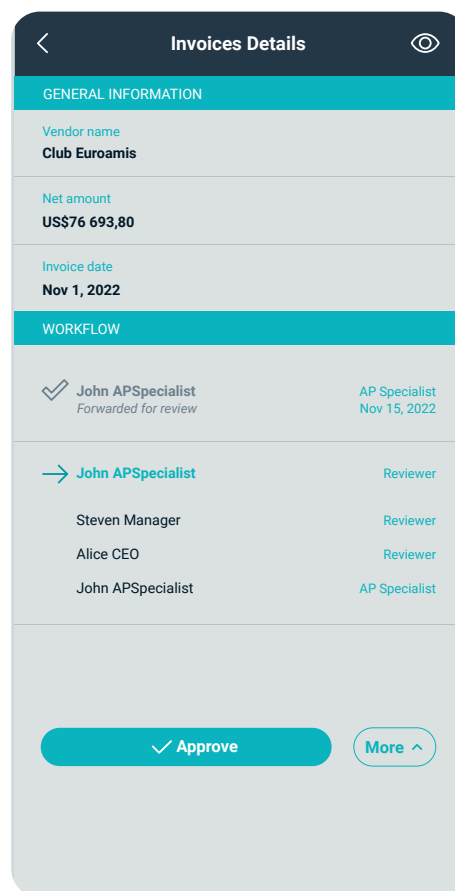 Invoices Details
GENERAL INFORMATION
Vendor name
Club Euroamis
Net amount
US$76 693,80
Invoice date
Nov 1, 2022
WORKFLOW
John APSpecialist AP Specialist
Forwarded for review Nov 15, 2022
John APSpecialist Reviewer
Steven Manager Reviewer
Alice CEO Reviewer
John APSpecialist AP Specialist
Approve More